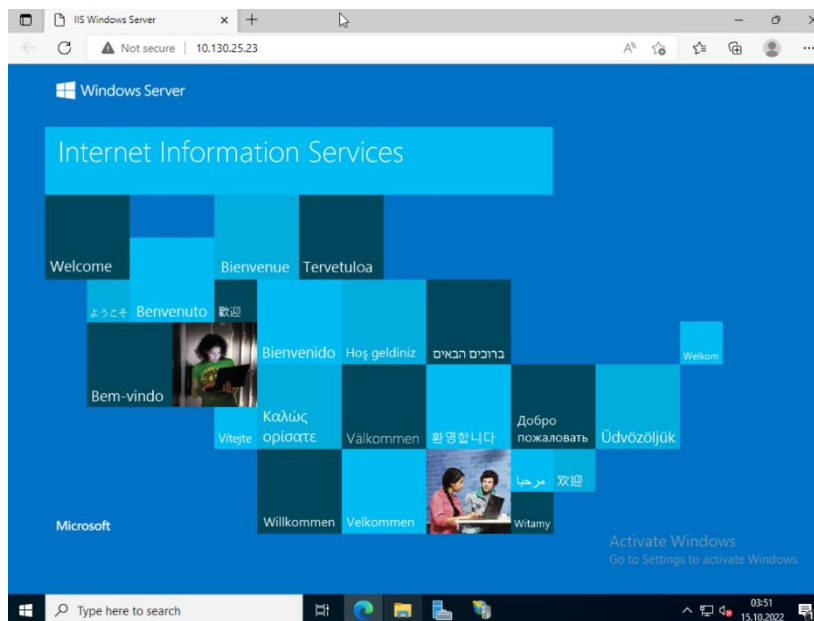 IIS Windows Server
Not secure | 10.130.25.23
Windows Server
Internet Information Services
Welcome
Bienvenue
Tervetuloa
ようこそ
Benvenuto
歡迎
Bienvenido
Hoş geldiniz
ברוכים הבאים
Welkom
Bem-vindo
Vítejte
Καλώς
ορίσατε
Välkommen
환영합니다
Добро
пожаловать
Üdvözöljük
Microsoft
Willkommen
Velkommen
مرحبا
欢迎
Witamy
Activate Windows
Go to Settings to activate Windows.
Type here to search
03:51
15.10.2022